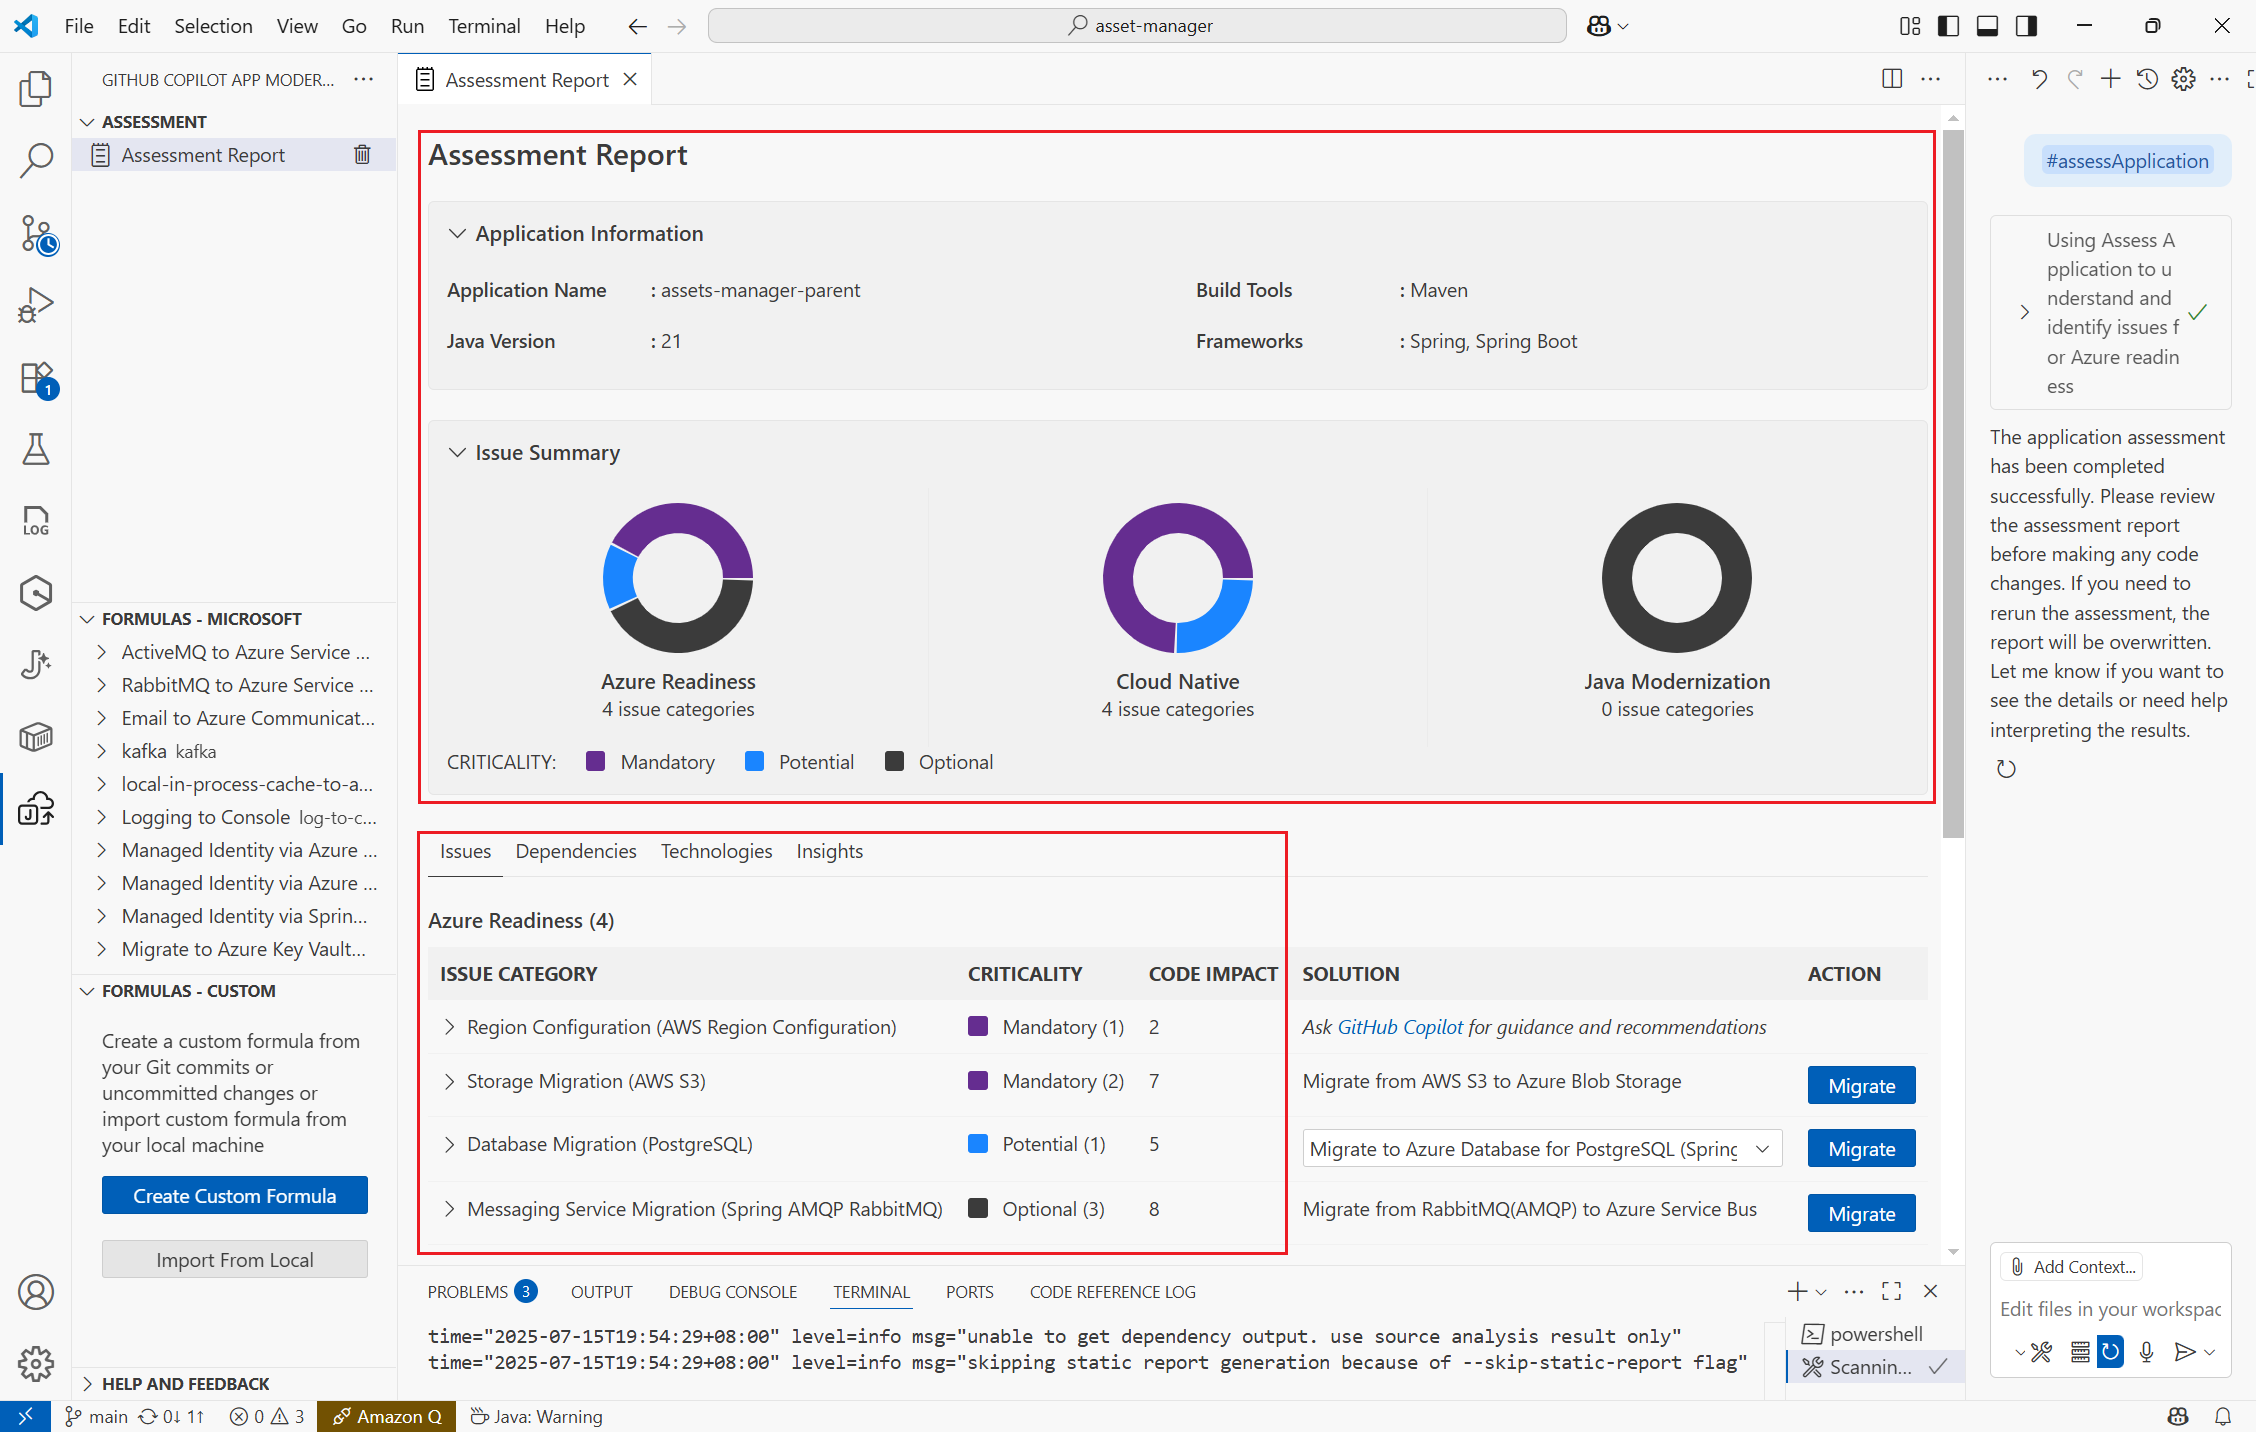 File Edit Selection View Go Run Terminal Help
asset-manager
GITHUB COPILOT APP MODER...
ASSESSMENT
Assessment Report
1
LOG
FORMULAS - MICROSOFT
ActiveMQ to Azure Service ...
RabbitMQ to Azure Service ...
Email to Azure Communicat...
kafka kafka
local-in-process-cache-to-a...
Logging to Console log-to-c...
Managed Identity via Azure ...
Managed Identity via Azure ...
Managed Identity via Sprin...
Migrate to Azure Key Vault...
FORMULAS - CUSTOM
Create a custom formula from
your Git commits or
uncommitted changes or
import custom formula from
your local machine
Create Custom Formula
Import From Local
HELP AND FEEDBACK
Assessment Report
Assessment Report
Application Information
Application Name : assets-manager-parent Build Tools : Maven
Java Version : 21 Frameworks : Spring, Spring Boot
Issue Summary
Azure Readiness
4 issue categories
Cloud Native
4 issue categories
Java Modernization
0 issue categories
CRITICALITY: Mandatory Potential Optional
Issues Dependencies Technologies Insights
Azure Readiness (4)
ISSUE CATEGORY CRITICALITY CODE IMPACT SOLUTION ACTION
Region Configuration (AWS Region Configuration) Mandatory (1) 2 Ask GitHub Copilot for guidance and recommendations
Storage Migration (AWS S3) Mandatory (2) 7 Migrate from AWS S3 to Azure Blob Storage Migrate
Database Migration (PostgreSQL) Potential (1) 5 Migrate to Azure Database for PostgreSQL (Spring Migrate
Messaging Service Migration (Spring AMQP RabbitMQ) Optional (3) 8 Migrate from RabbitMQ(AMQP) to Azure Service Bus Migrate
PROBLEMS 3 OUTPUT DEBUG CONSOLE TERMINAL PORTS CODE REFERENCE LOG
time="2025-07-15T19:54:29+08:00" level=info msg="unable to get dependency output. use source analysis result only"
time="2025-07-15T19:54:29+08:00" level=info msg="skipping static report generation because of --skip-static-report flag"
powershell
Scannin...
#assessApplication
Using Assess A
pplication to u
nderstand and
identify issues f
or Azure readin
ess
The application assessment
has been completed
successfully. Please review
the assessment report
before making any code
changes. If you need to
rerun the assessment, the
report will be overwritten.
Let me know if you want to
see the details or need help
interpreting the results.
Add Context...
Edit files in your workspac
main 0↓ 1↑ 0 3 Amazon Q Java: Warning